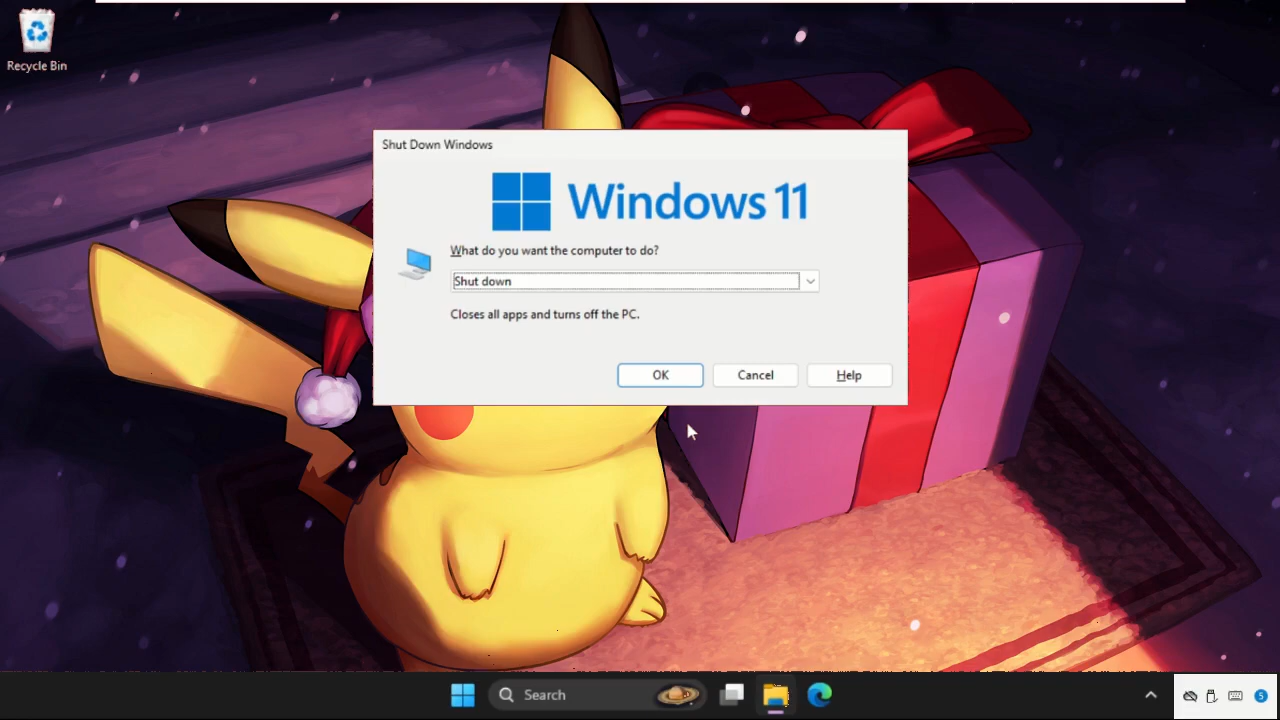 Recycle Bin
Shut Down Windows
Windows 11
What do you want the computer to do?
Shut down
Closes all apps and turns off the PC.
OK
Cancel
Help
Search
5